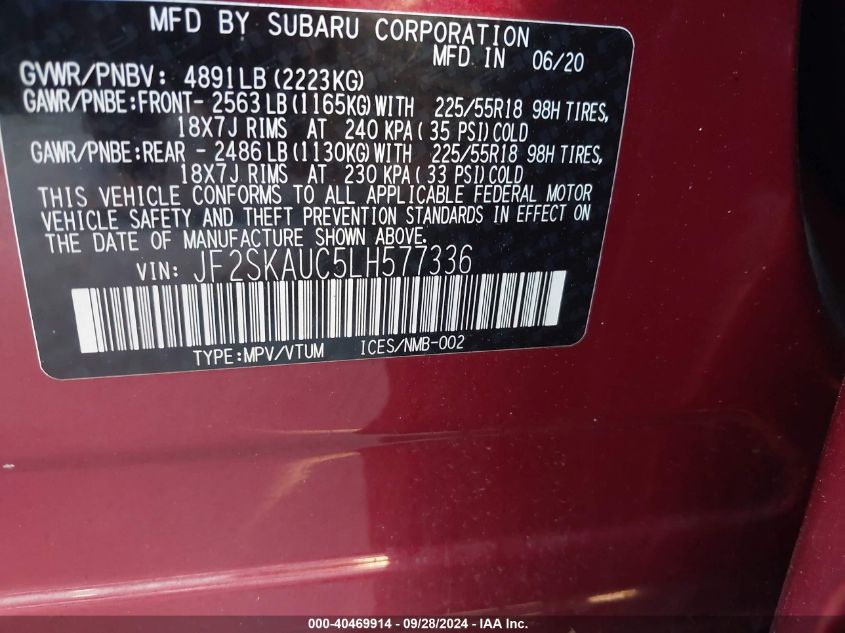 MFD BY SUBARU CORPORATION
MFD IN 06/20
GVWR/PNBV: 4891LB(2223KG)
GAWR/PNBE:FRONT- 2563LB(1165KG)WITH 225/55R18 98H TIRES,
18X7J RIMS AT 240 KPA( 35 PSI)COLD
GAWR/PNBE:REAR - 2486LB(1130KG)WITH 225/55R18 98H TIRES,
18X7J RIMS AT 230 KPA( 33 PSI)COLD
THIS VEHICLE CONFORMS TO ALL APPLICABLE FEDERAL MOTOR
VEHICLE SAFETY AND THEFT PREVENTION STANDARDS IN EFFECT ON
THE DATE OF MANUFACTURE SHOWN ABOVE.
VIN: JF2SKAUC5LH577336
TYPE:MPV/VTUM ICES/NMB-002
000-40469914 - 09/28/2024 - IAA Inc.